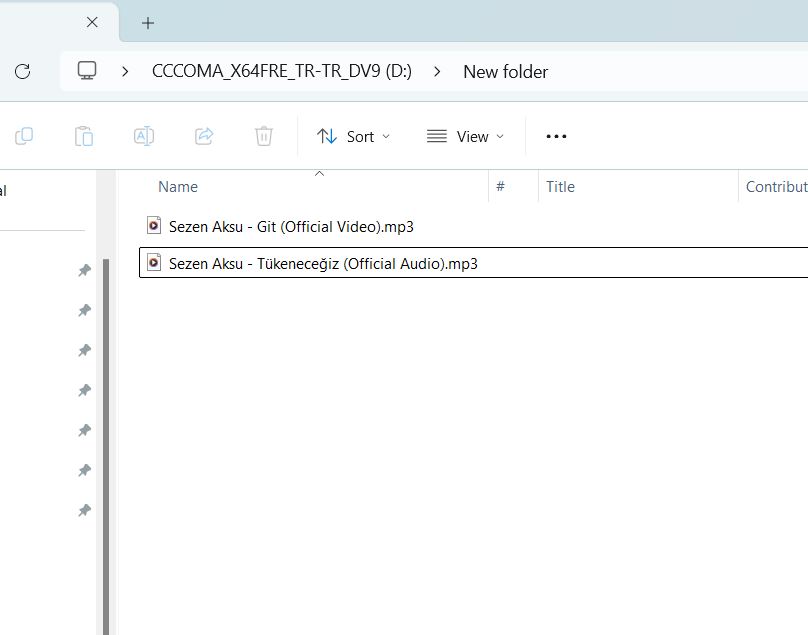 CCCOMA_X64FRE_TR-TR_DV9 (D:) > New folder
Sort
View
al
Name
#
Title
Contribut
Sezen Aksu - Git (Official Video).mp3
Sezen Aksu - Tükeneceğiz (Official Audio).mp3